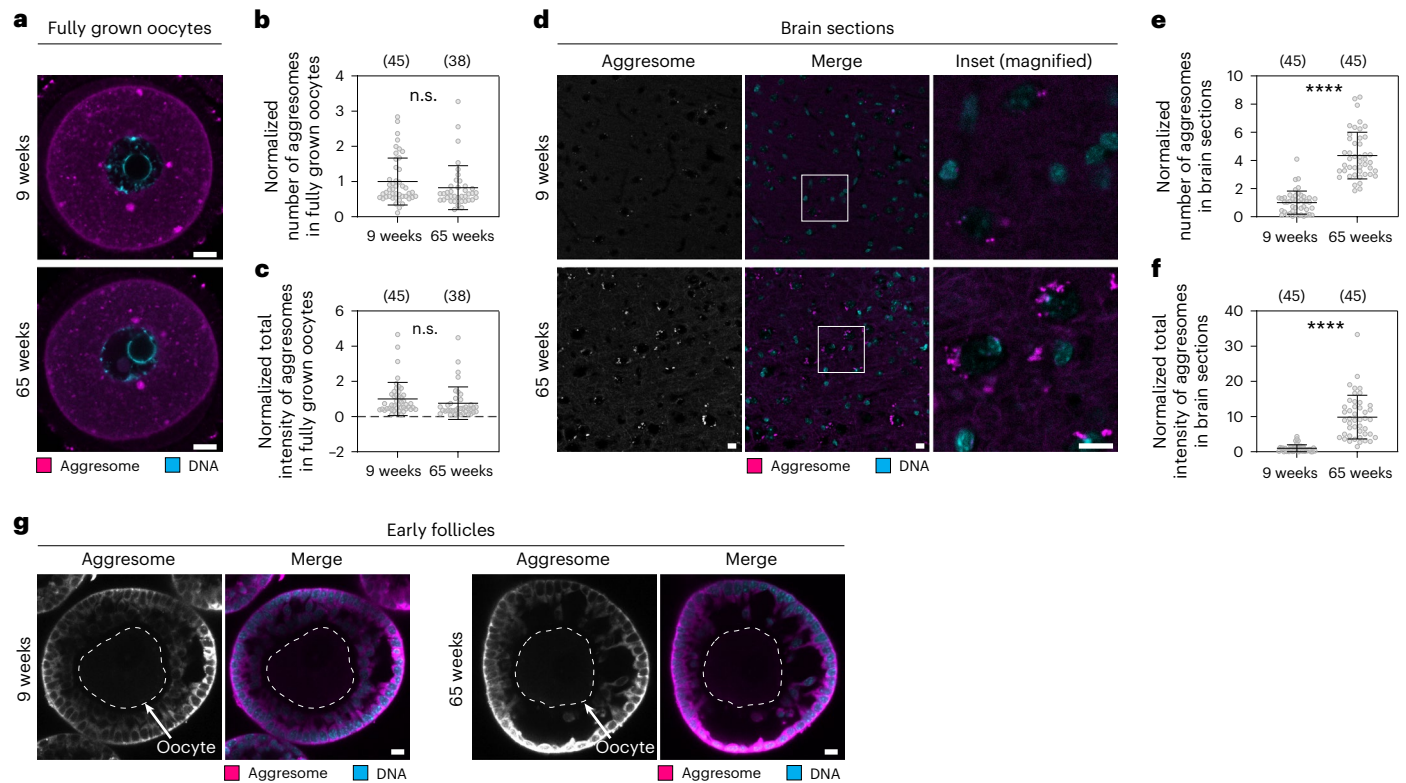 a
Fully grown oocytes
9 weeks
65 weeks
Aggresome
DNA
b
Normalized
number of aggresomes
in fully grown oocytes
(45)
(38)
n.s.
4
3
2
1
0
9 weeks
65 weeks
c
Normalized total
intensity of aggresomes
in fully grown oocytes
(45)
(38)
n.s.
6
4
2
0
–2
9 weeks
65 weeks
d
Brain sections
Aggresome
Merge
Inset (magnified)
9 weeks
65 weeks
Aggresome
DNA
e
Normalized
number of aggresomes
in brain sections
(45)
(45)
****
10
8
6
4
2
0
9 weeks
65 weeks
f
Normalized total
intensity of aggresomes
in brain sections
(45)
(45)
****
40
30
20
10
0
9 weeks
65 weeks
g
Early follicles
Aggresome
Merge
Aggresome
Merge
9 weeks
Oocyte
65 weeks
Oocyte
Aggresome
DNA
Aggresome
DNA